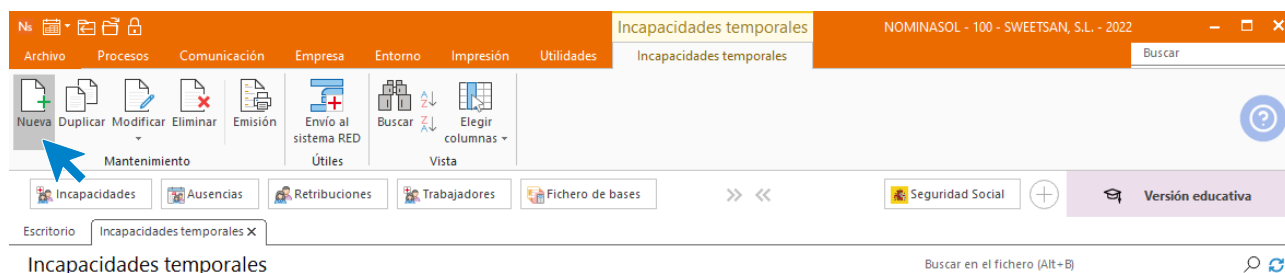 Ns
Incapacidades temporales
NOMINASOL - 100 - SWEETSAN, S.L. - 2022
Archivo Procesos Comunicación Empresa Entorno Impresión Utilidades Incapacidades temporales Buscar
Nueva Duplicar Modificar Eliminar Emisión Envío al sistema RED Buscar Elegir columnas
Mantenimiento Útiles Vista
Incapacidades Ausencias Retribuciones Trabajadores Fichero de bases Seguridad Social Versión educativa
Escritorio Incapacidades temporales X
Incapacidades temporales Buscar en el fichero (Alt+B)